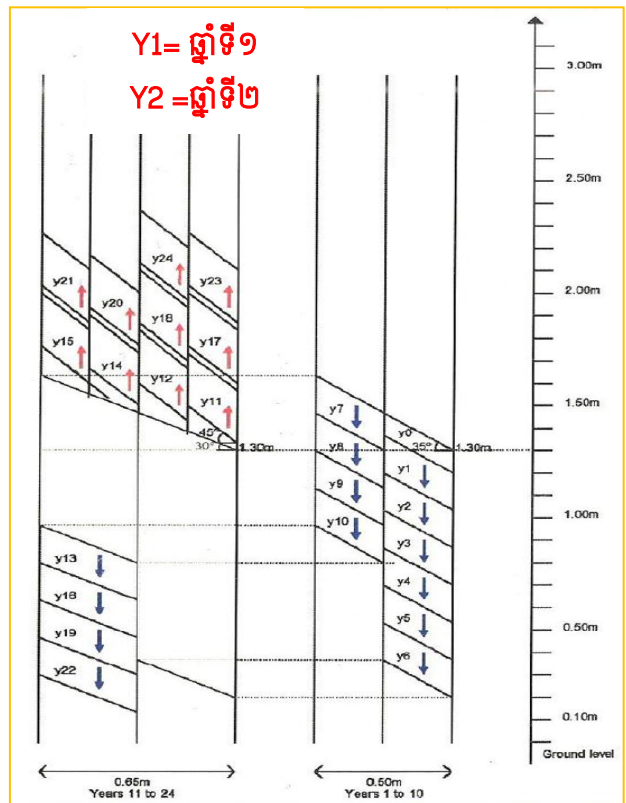 Y1= ឆ្នាំទី១
Y2 =ឆ្នាំទី២
3.00m
2.50m
2.00m
1.50m
1.00m
0.50m
0.10m
Ground level
y24
y23
y21
y20
y18
y17
y15
y14
y12
y11
45°
30°
1.30m
y13
y16
y19
y22
y7
y8
y9
y10
y0
35°
1.30m
y1
y2
y3
y4
y5
y6
0.65m
Years 11 to 24
0.50m
Years 1 to 10